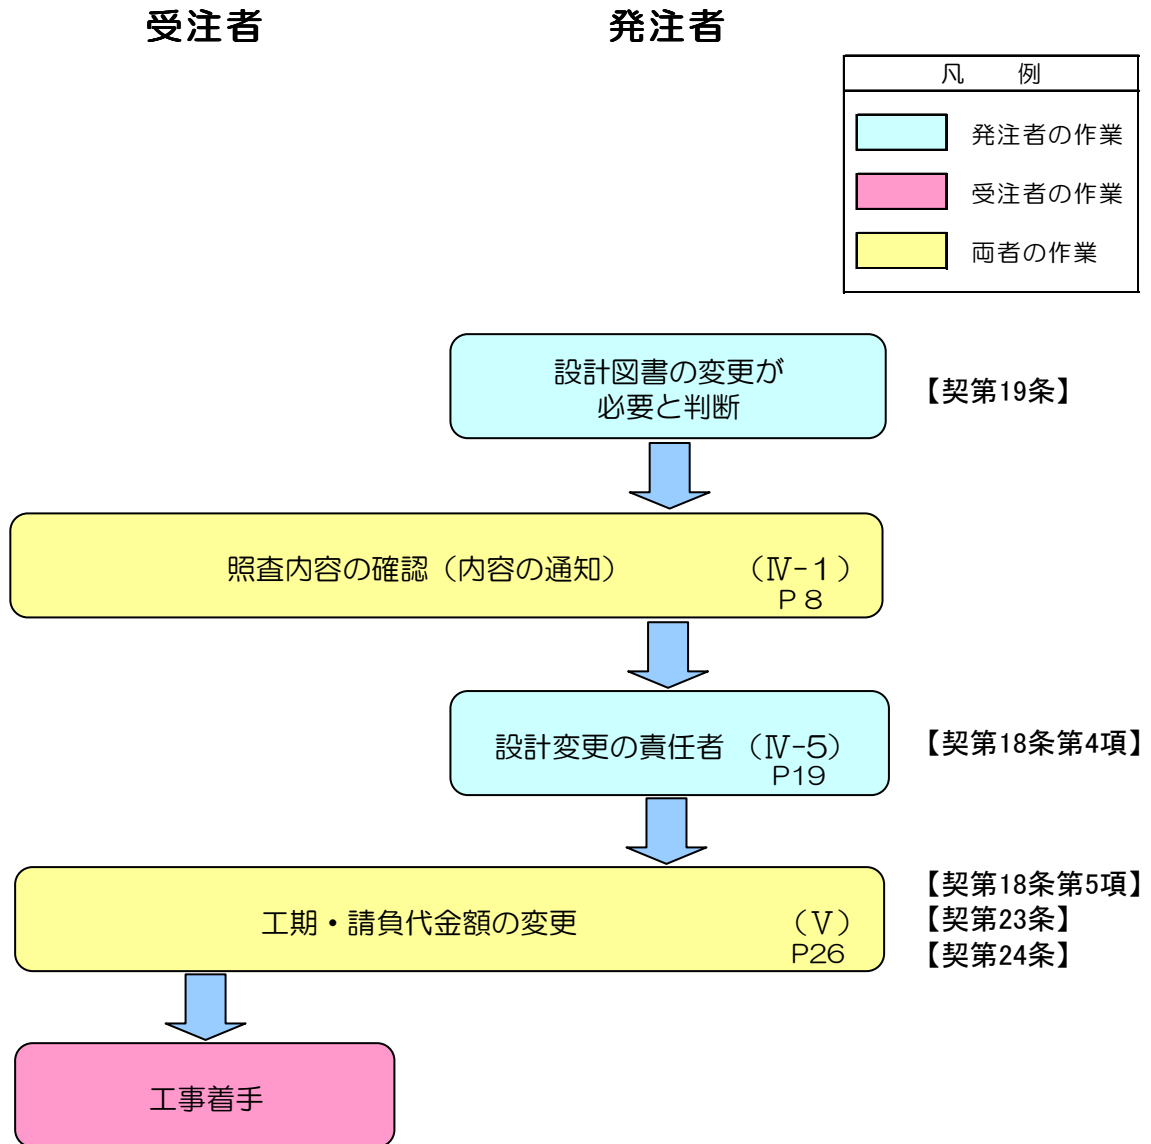 受注者
発注者
凡　例
発注者の作業
受注者の作業
両者の作業
設計図書の変更が
必要と判断
【契第19条】
照査内容の確認（内容の通知）　（Ⅳ-１）
Ｐ８
設計変更の責任者　（Ⅳ-5）
P19
【契第18条第4項】
工期・請負代金額の変更　（Ⅴ）
P26
【契第18条第5項】
【契第23条】
【契第24条】
工事着手